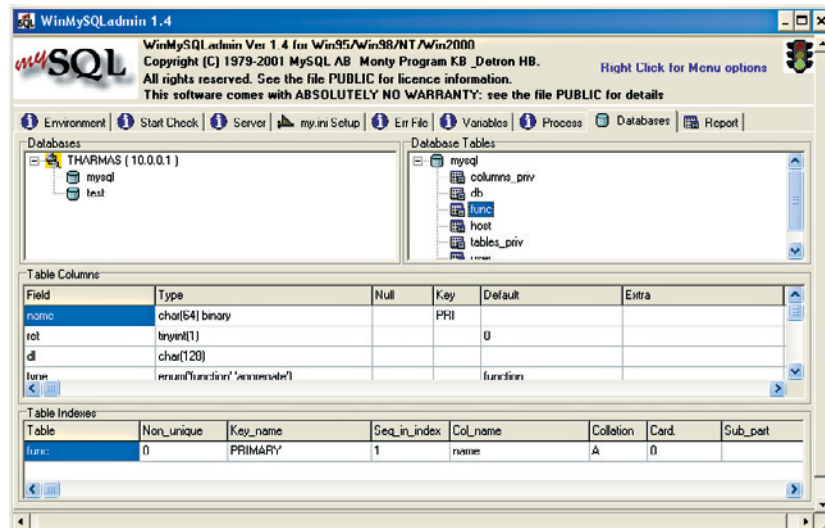 WinMySQLadmin 1.4
mySQL
WinMySQLadmin Ver 1.4 for Win95/Win98/NT/Win2000
Copyright (C) 1979-2001 MySQL AB Monty Program KB _Detron HB.
All rights reserved. See the file PUBLIC for licence information.
This software comes with ABSOLUTELY NO WARRANTY: see the file PUBLIC for details
Right Click for Menu options
Environment Start Check Server my.ini Setup Err File Variables Process Databases Report
Databases
THARMAS ( 10.0.0.1 )
mysql
test
Database Tables
mysql
columns_priv
db
func
host
tables_priv
user
Table Columns
Field Type Null Key Default Extra
name char(64) binary PRI
ret tinyint(1) 0
dl char(128)
type enum('function','aggregate') function
Table Indexes
Table Non_unique Key_name Seq_in_index Col_name Collation Card. Sub_part
func 0 PRIMARY 1 name A 0